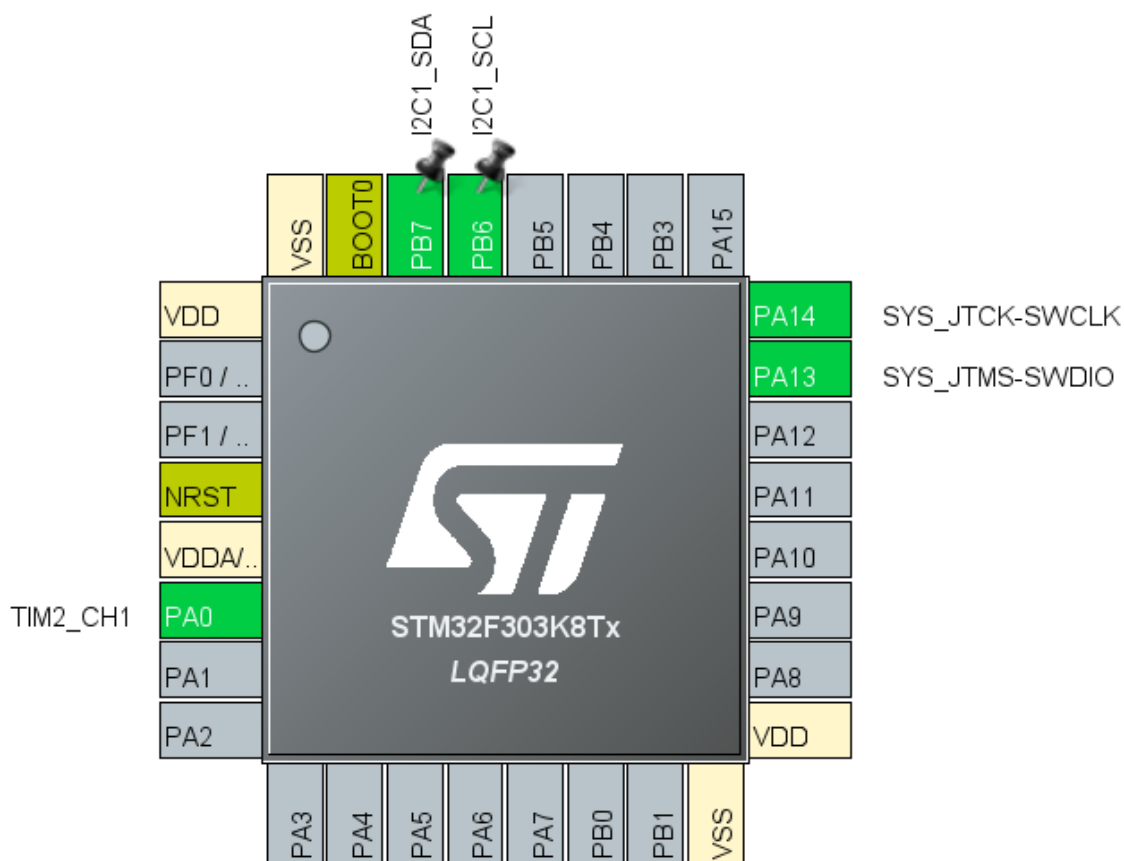 I2C1_SDA
I2C1_SCL
VSS
BOOT0
PB7
PB6
PB5
PB4
PB3
PA15
VDD
PF0 / ..
PF1 / ..
NRST
VDDA/..
TIM2_CH1
PA0
PA1
PA2
PA14
SYS_JTCK-SWCLK
PA13
SYS_JTMS-SWDIO
PA12
PA11
PA10
PA9
PA8
VDD
ST
STM32F303K8Tx
LQFP32
PA3
PA4
PA5
PA6
PA7
PB0
PB1
VSS